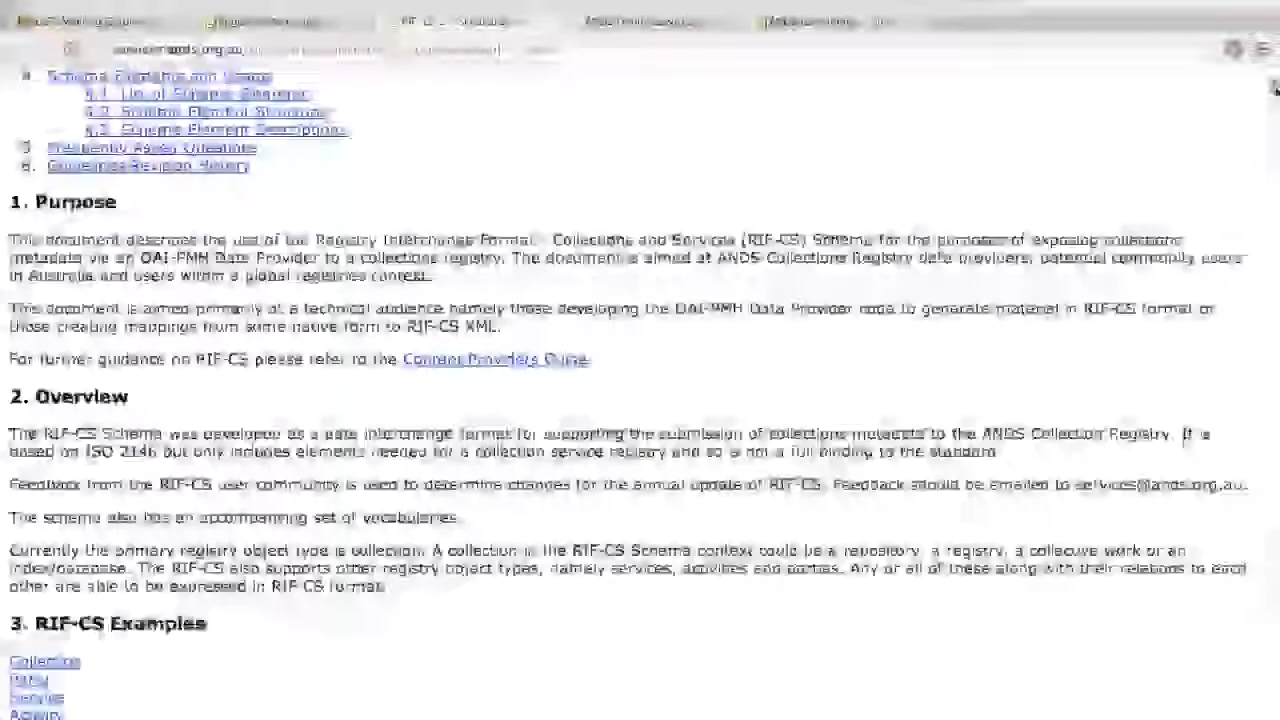 4. Schema Elements and Usage
4.1. List of Schema Elements
4.2. Schema Element Structure
4.3. Schema Element Descriptions
5. Frequently Asked Questions
6. Guidelines Revision History
1. Purpose
This document describes the use of the Registry Interchange Format - Collections and Services (RIF-CS) Schema for the purposes of exposing collections
metadata via an OAI-PMH Data Provider to a collections registry. The document is aimed at ANDS Collections Registry data providers, potential community users
in Australia and users within a global registries context.
This document is aimed primarily at a technical audience namely those developing the OAI-PMH Data Provider code to generate material in RIF-CS format or
those creating mappings from some native form to RIF-CS XML.
For further guidance on RIF-CS please refer to the Content Providers Guide.
2. Overview
The RIF-CS Schema was developed as a data interchange format for supporting the submission of collections metadata to the ANDS Collection Registry. It is
based on ISO 2146 but only includes elements needed for a collection service registry and so is not a full binding to the standard.
Feedback from the RIF-CS user community is used to determine changes for the annual update of RIF-CS. Feedback should be emailed to services@ands.org.au.
The schema also has an accompanying set of vocabularies.
Currently the primary registry object type is collection. A collection in the RIF-CS Schema context could be a repository, a registry, a collective work or an
index/database. The RIF-CS also supports other registry object types, namely services, activities and parties. Any or all of these along with their relations to each
other are able to be expressed in RIF-CS format.
3. RIF-CS Examples
Collection
Party
Service
Activity